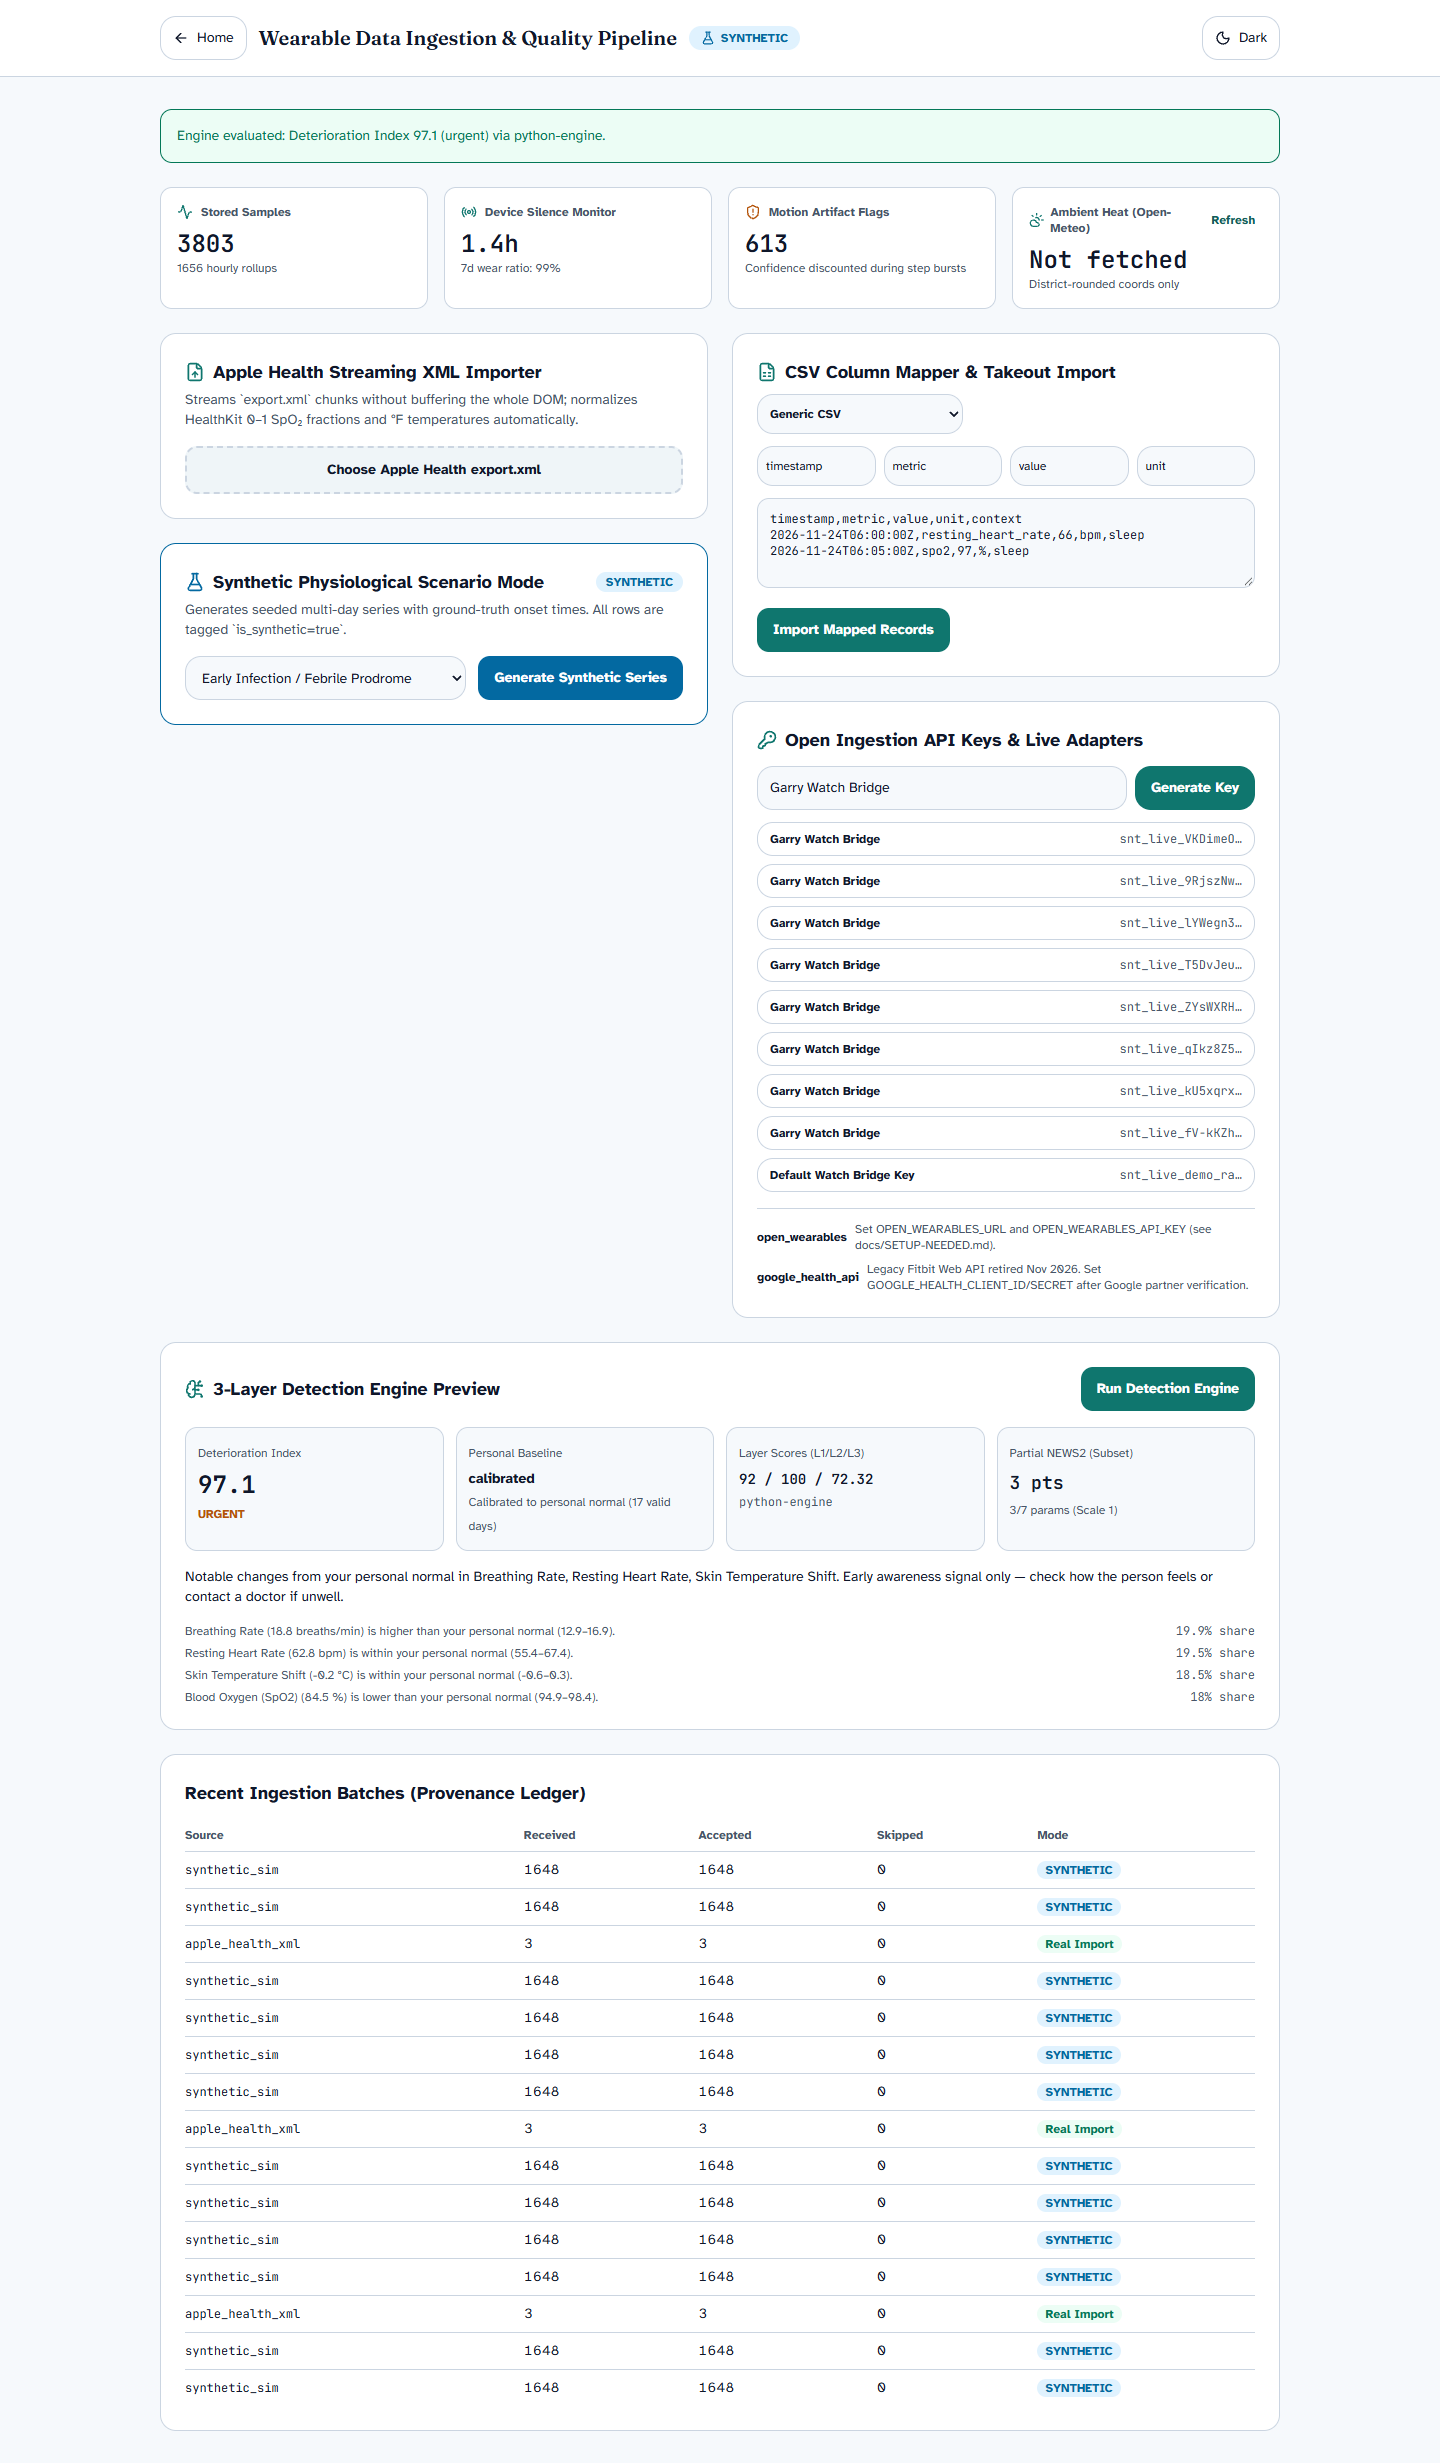 Home
Wearable Data Ingestion & Quality Pipeline
SYNTHETIC
Dark
Engine evaluated: Deterioration Index 97.1 (urgent) via python-engine.
Stored Samples
3803
1656 hourly rollups
Device Silence Monitor
1.4h
7d wear ratio: 99%
Motion Artifact Flags
613
Confidence discounted during step bursts
Ambient Heat (Open-
Meteo)
Refresh
Not fetched
District-rounded coords only
Apple Health Streaming XML Importer
Streams `export.xml` chunks without buffering the whole DOM; normalizes
HealthKit 0–1 SpO₂ fractions and °F temperatures automatically.
Choose Apple Health export.xml
Synthetic Physiological Scenario Mode
SYNTHETIC
Generates seeded multi-day series with ground-truth onset times. All rows are
tagged `is_synthetic=true`.
Early Infection / Febrile Prodrome
Generate Synthetic Series
CSV Column Mapper & Takeout Import
Generic CSV
timestamp
metric
value
unit
timestamp,metric,value,unit,context
2026-11-24T06:00:00Z,resting_heart_rate,66,bpm,sleep
2026-11-24T06:05:00Z,spo2,97,%,sleep
Import Mapped Records
Open Ingestion API Keys & Live Adapters
Garry Watch Bridge
Generate Key
Garry Watch Bridge snt_live_VKDimeO…
Garry Watch Bridge snt_live_9RjszNw…
Garry Watch Bridge snt_live_lYWegn3…
Garry Watch Bridge snt_live_T5DvJeu…
Garry Watch Bridge snt_live_ZYsWXRH…
Garry Watch Bridge snt_live_qIkz8Z5…
Garry Watch Bridge snt_live_kU5xqrx…
Garry Watch Bridge snt_live_fV-kKZh…
Default Watch Bridge Key snt_live_demo_ra…
open_wearables
Set OPEN_WEARABLES_URL and OPEN_WEARABLES_API_KEY (see
docs/SETUP-NEEDED.md).
google_health_api
Legacy Fitbit Web API retired Nov 2026. Set
GOOGLE_HEALTH_CLIENT_ID/SECRET after Google partner verification.
3-Layer Detection Engine Preview
Run Detection Engine
Deterioration Index
97.1
URGENT
Personal Baseline
calibrated
Calibrated to personal normal (17 valid
days)
Layer Scores (L1/L2/L3)
92 / 100 / 72.32
python-engine
Partial NEWS2 (Subset)
3 pts
3/7 params (Scale 1)
Notable changes from your personal normal in Breathing Rate, Resting Heart Rate, Skin Temperature Shift. Early awareness signal only — check how the person feels or
contact a doctor if unwell.
Breathing Rate (18.8 breaths/min) is higher than your personal normal (12.9–16.9). 19.9% share
Resting Heart Rate (62.8 bpm) is within your personal normal (55.4–67.4). 19.5% share
Skin Temperature Shift (-0.2 °C) is within your personal normal (-0.6–0.3). 18.5% share
Blood Oxygen (SpO2) (84.5 %) is lower than your personal normal (94.9–98.4). 18% share
Recent Ingestion Batches (Provenance Ledger)
Source Received Accepted Skipped Mode
synthetic_sim 1648 1648 0 SYNTHETIC
synthetic_sim 1648 1648 0 SYNTHETIC
apple_health_xml 3 3 0 Real Import
synthetic_sim 1648 1648 0 SYNTHETIC
synthetic_sim 1648 1648 0 SYNTHETIC
synthetic_sim 1648 1648 0 SYNTHETIC
synthetic_sim 1648 1648 0 SYNTHETIC
apple_health_xml 3 3 0 Real Import
synthetic_sim 1648 1648 0 SYNTHETIC
synthetic_sim 1648 1648 0 SYNTHETIC
synthetic_sim 1648 1648 0 SYNTHETIC
synthetic_sim 1648 1648 0 SYNTHETIC
apple_health_xml 3 3 0 Real Import
synthetic_sim 1648 1648 0 SYNTHETIC
synthetic_sim 1648 1648 0 SYNTHETIC